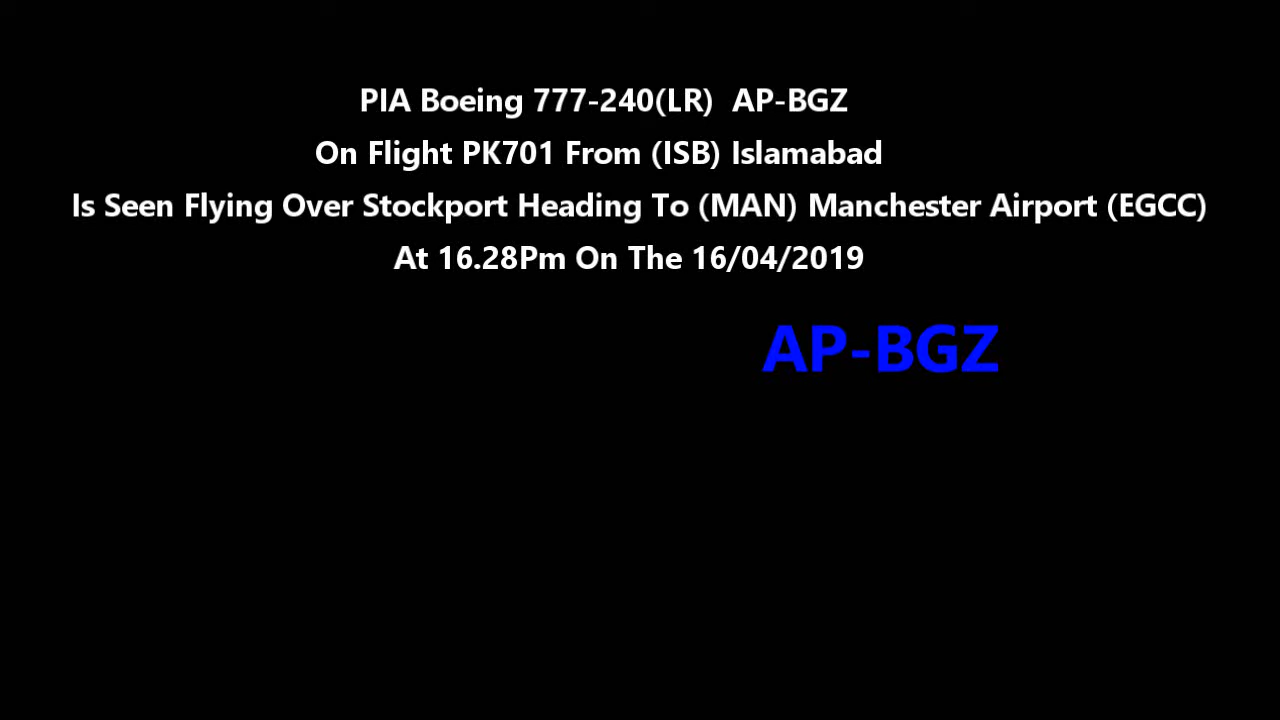 PIA Boeing 777-240(LR)  AP-BGZ
On Flight PK701 From (ISB) Islamabad
Is Seen Flying Over Stockport Heading To (MAN) Manchester Airport (EGCC)
At 16.28Pm On The 16/04/2019
AP-BGZ